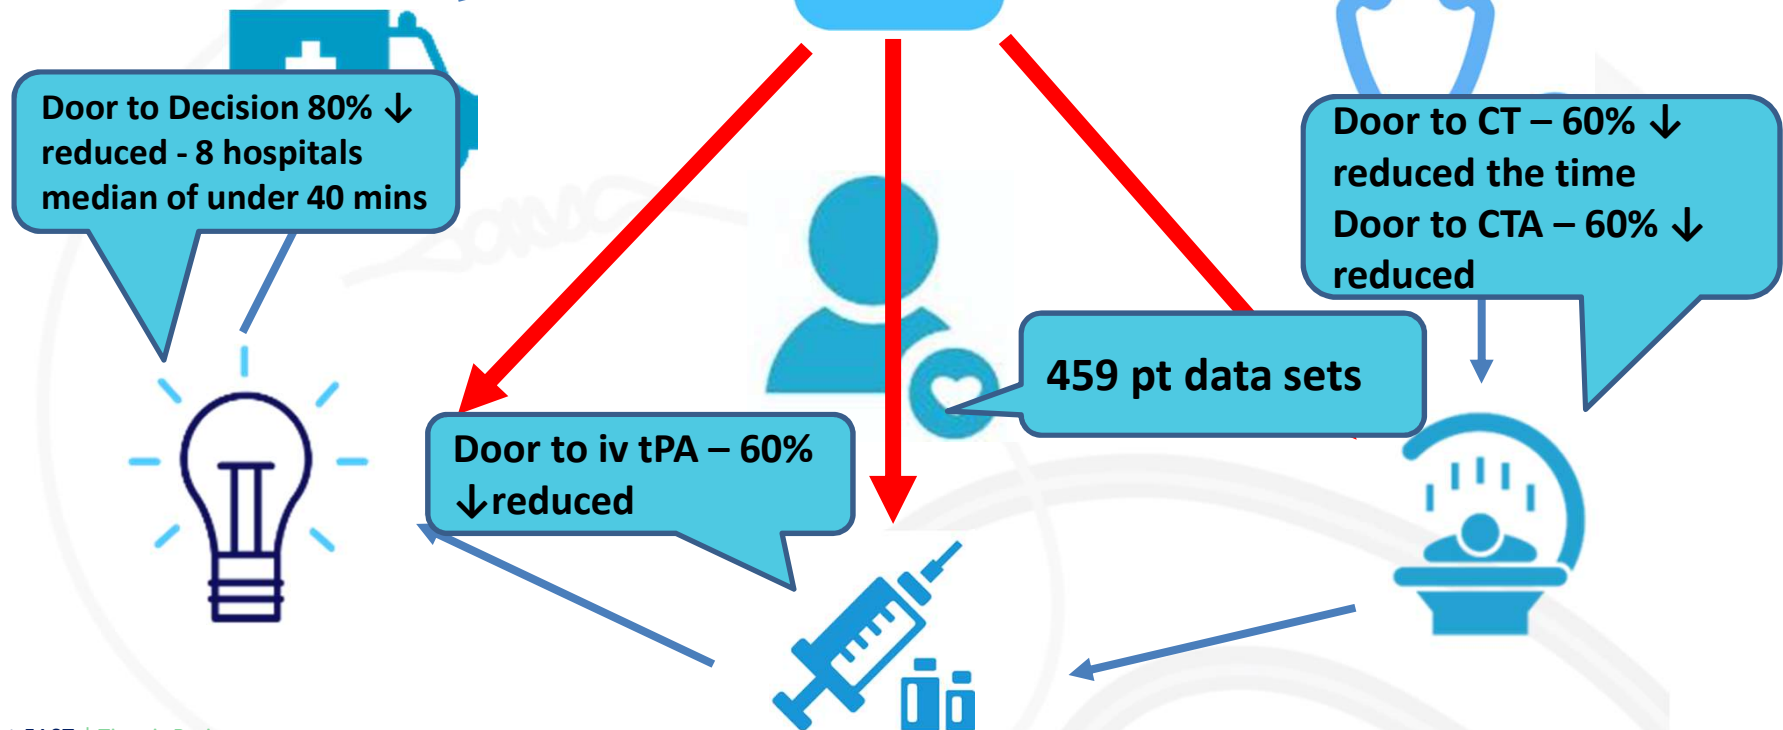 Door to Decision 80% ↓
reduced - 8 hospitals
median of under 40 mins
Door to CT – 60% ↓
reduced the time
Door to CTA – 60% ↓
reduced
459 pt data sets
Door to iv tPA – 60%
↓reduced